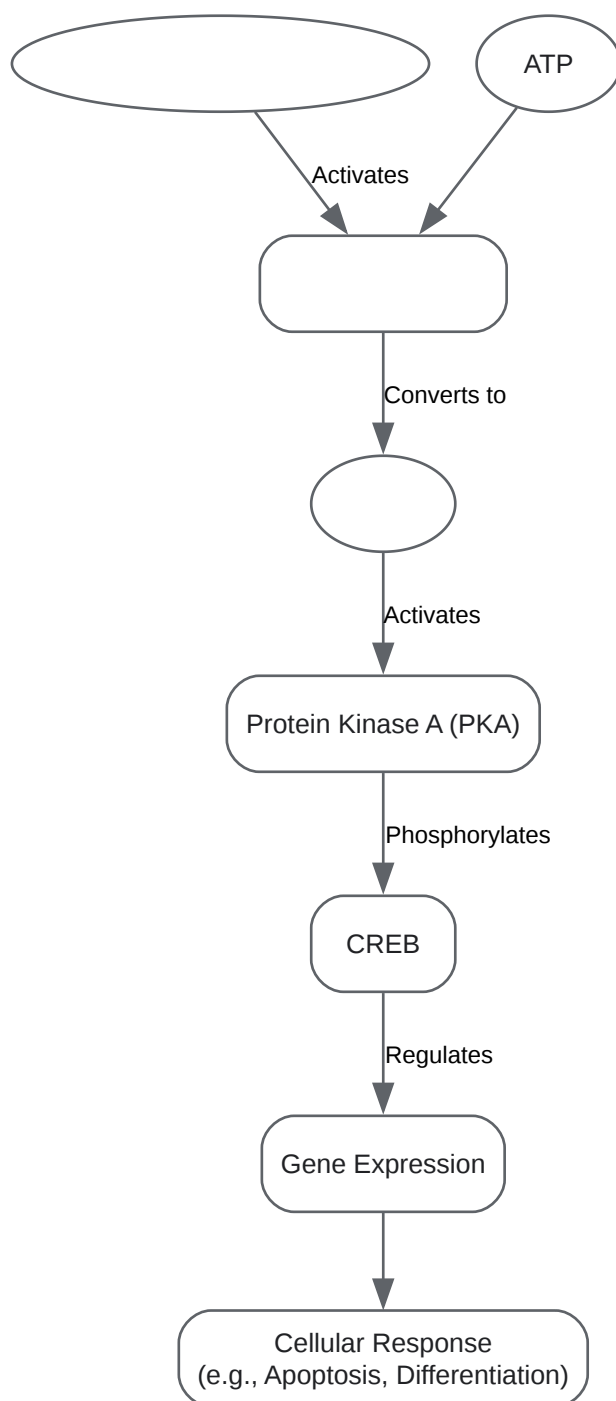 ATP
Activates
Converts to
Activates
Protein Kinase A (PKA)
Phosphorylates
CREB
Regulates
Gene Expression
Cellular Response
(e.g., Apoptosis, Differentiation)